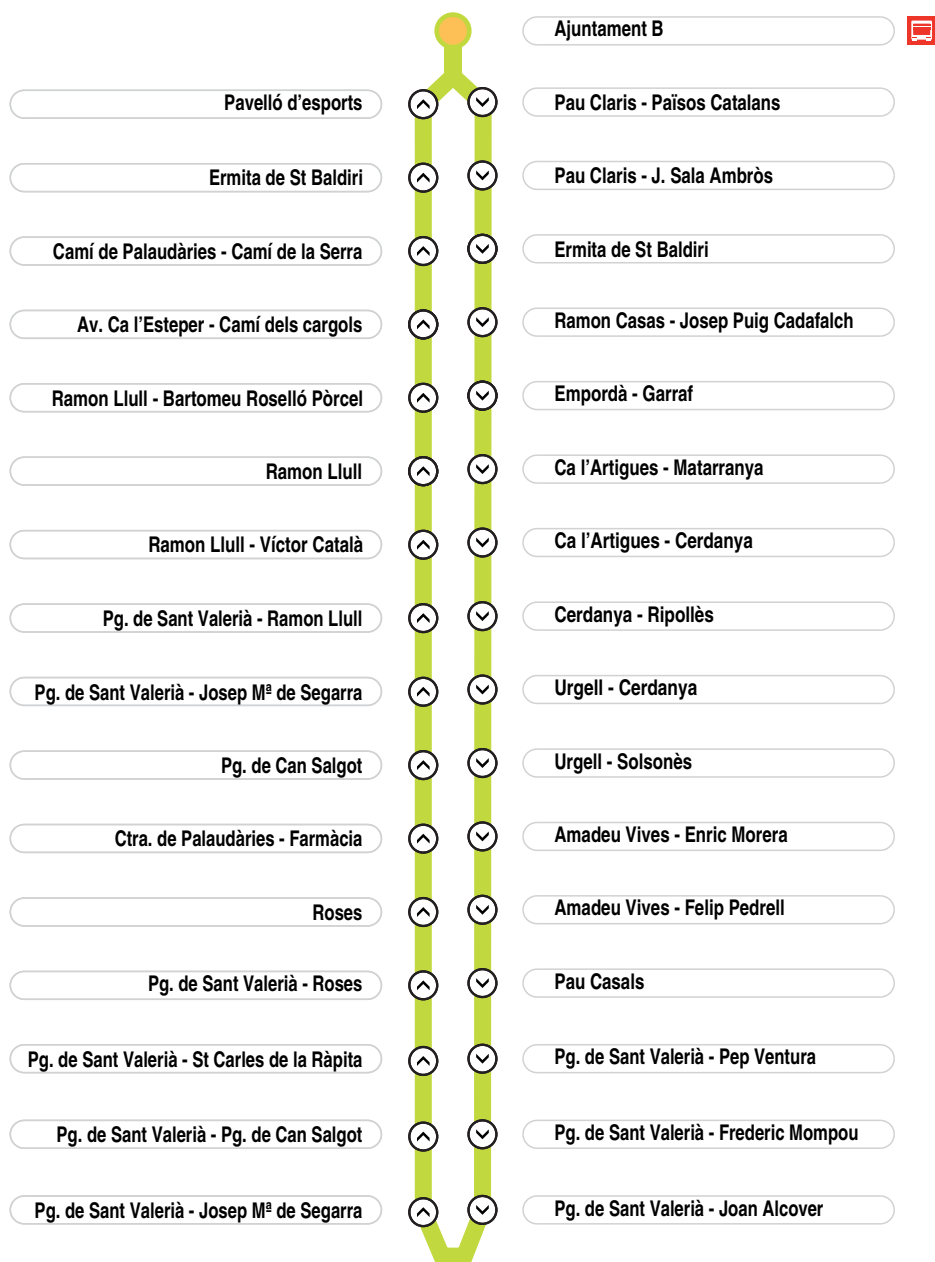 Ajuntament B
Pavelló d’esports
Pau Claris - Països Catalans
Ermita de St Baldiri
Pau Claris - J. Sala Ambròs
Camí de Palaudàries - Camí de la Serra
Ermita de St Baldiri
Av. Ca l’Esteper - Camí dels cargols
Ramon Casas - Josep Puig Cadafalch
Ramon Llull - Bartomeu Roselló Pòrcel
Empordà - Garraf
Ramon Llull
Ca l’Artigues - Matarranya
Ramon Llull - Víctor Català
Ca l’Artigues - Cerdanya
Pg. de Sant Valerià - Ramon Llull
Cerdanya - Ripollès
Pg. de Sant Valerià - Josep Mª de Segarra
Urgell - Cerdanya
Pg. de Can Salgot
Urgell - Solsonès
Ctra. de Palaudàries - Farmàcia
Amadeu Vives - Enric Morera
Roses
Amadeu Vives - Felip Pedrell
Pg. de Sant Valerià - Roses
Pau Casals
Pg. de Sant Valerià - St Carles de la Ràpita
Pg. de Sant Valerià - Pep Ventura
Pg. de Sant Valerià - Pg. de Can Salgot
Pg. de Sant Valerià - Frederic Mompou
Pg. de Sant Valerià - Josep Mª de Segarra
Pg. de Sant Valerià - Joan Alcover